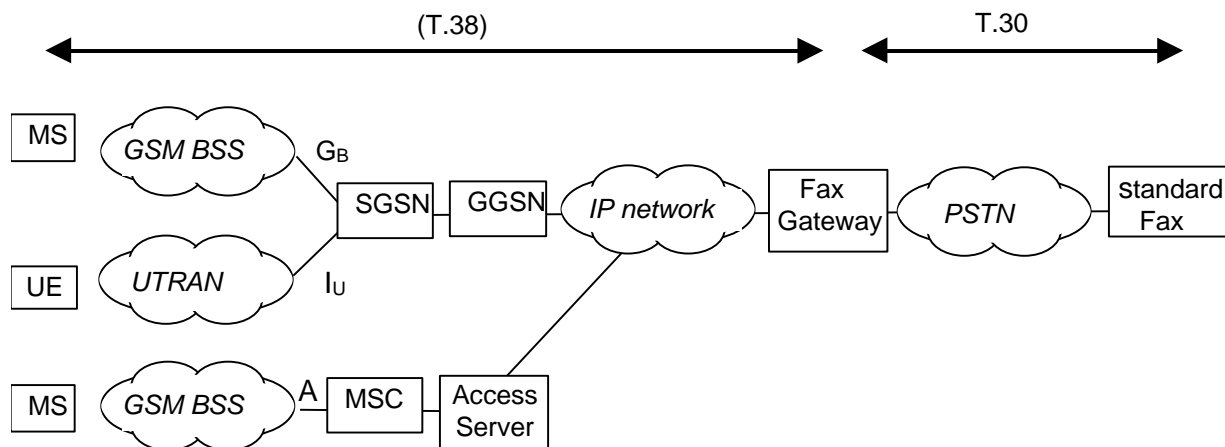 (T.38)
T.30
MS
GSM BSS
GB
SGSN
GGSN
IP network
Fax
Gateway
PSTN
standard
Fax
UE
UTRAN
IU
MS
GSM BSS
A
MSC
Access
Server